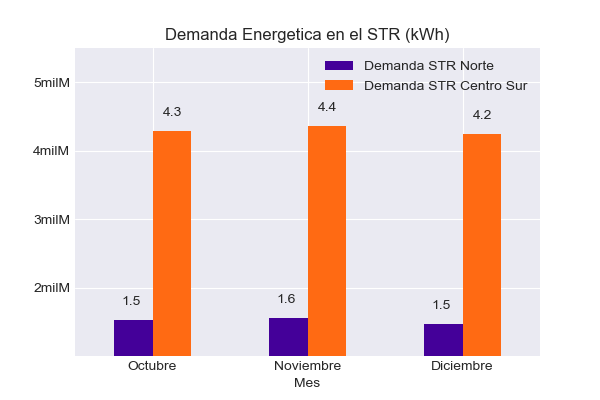 Demanda Energetica en el STR (kWh)
Demanda STR Norte
Demanda STR Centro Sur
5milM
4milM
3milM
2milM
4.3
4.4
4.2
1.5
1.6
1.5
Octubre
Noviembre
Diciembre
Mes